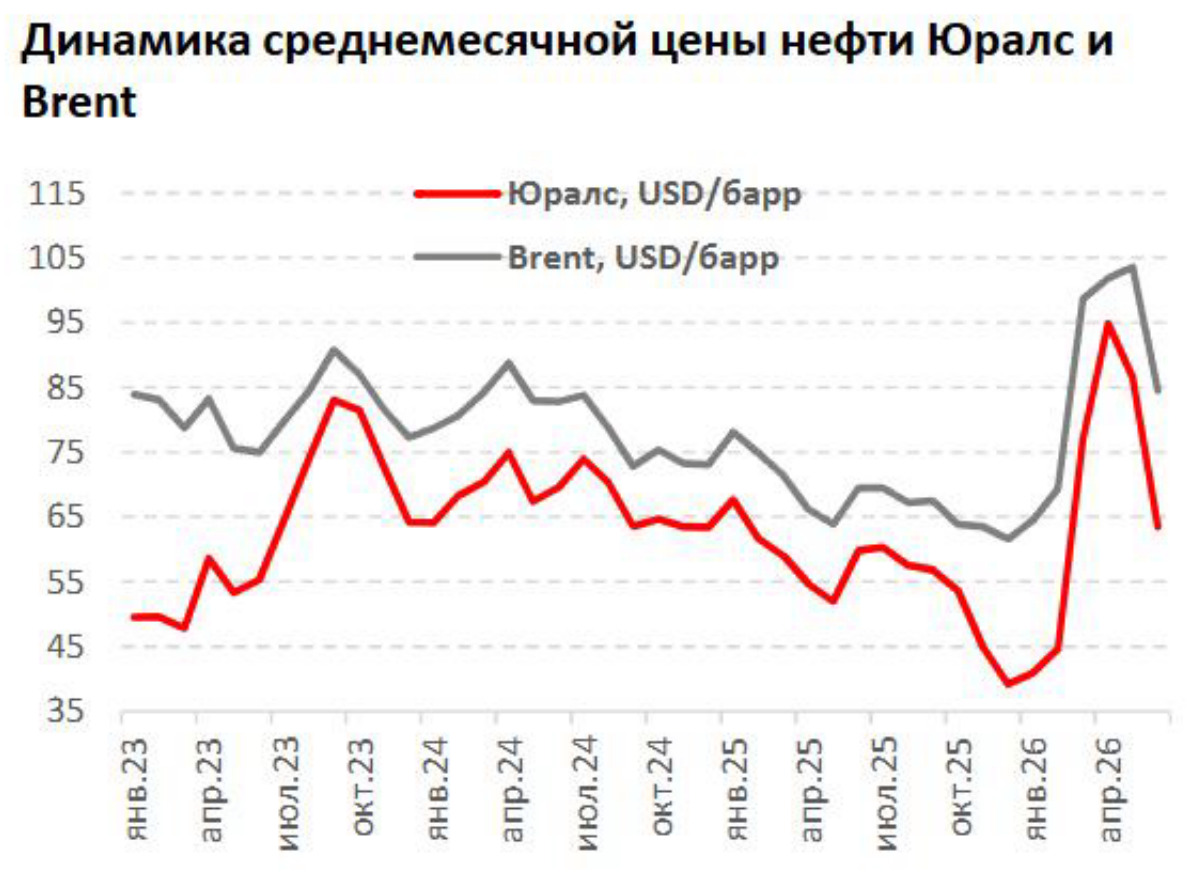 Динамика среднемесячной цены нефти Юралс и
Brent
115
Юралс, USD/барр
105
Brent, USD/барр
95
85
75
65
55
45
35
янв.23
апр.23
июл.23
окт.23
янв.24
апр.24
июл.24
окт.24
янв.25
апр.25
июл.25
окт.25
янв.26
апр.26